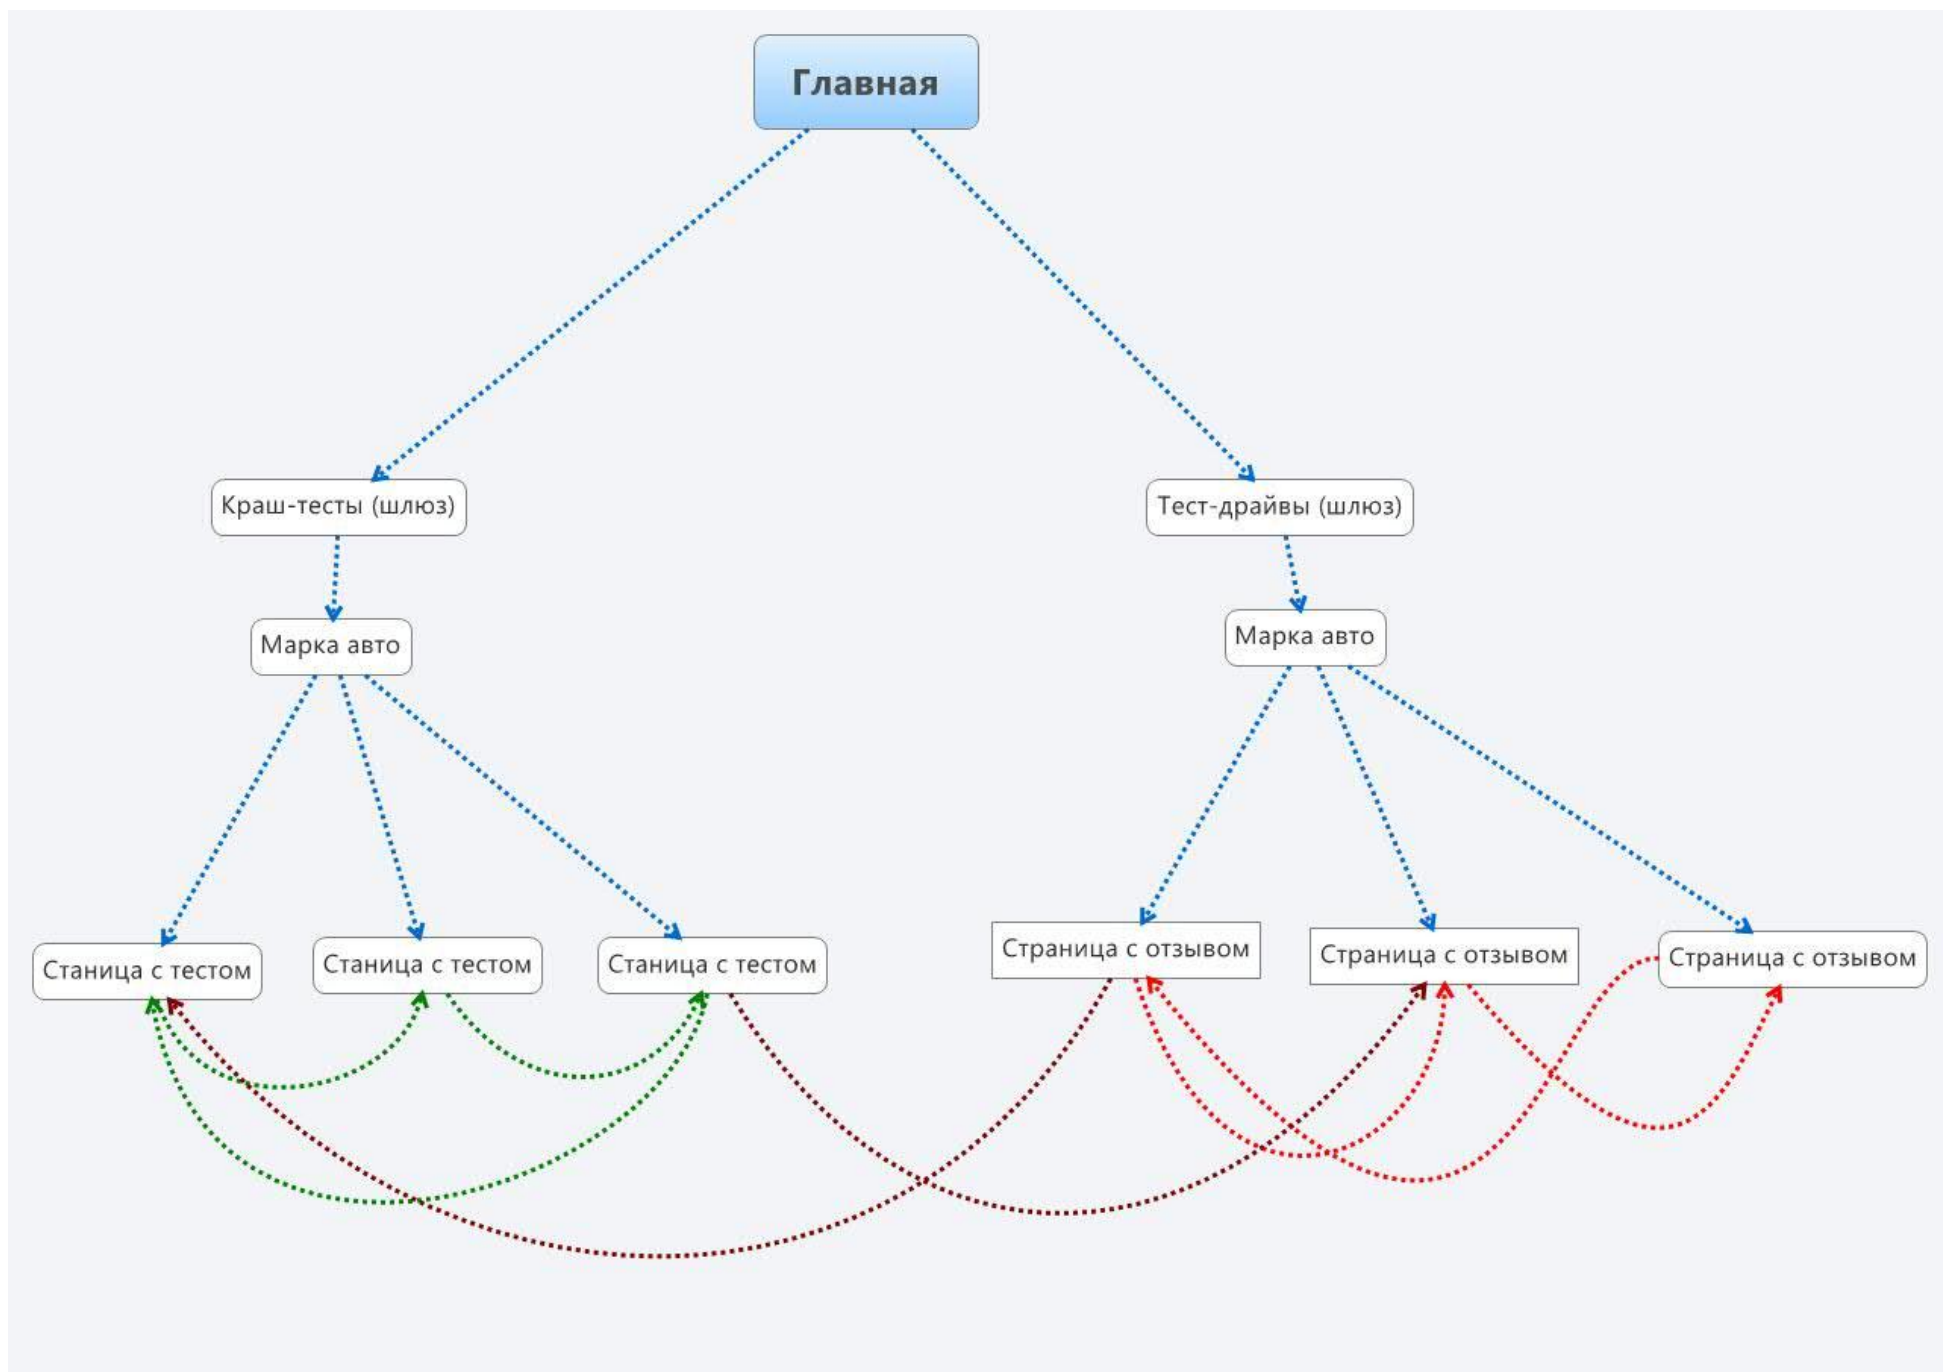 Главная
Краш-тесты (шлюз)
Тест-драйвы (шлюз)
Марка авто
Марка авто
Станица с тестом
Станица с тестом
Станица с тестом
Страница с отзывом
Страница с отзывом
Страница с отзывом